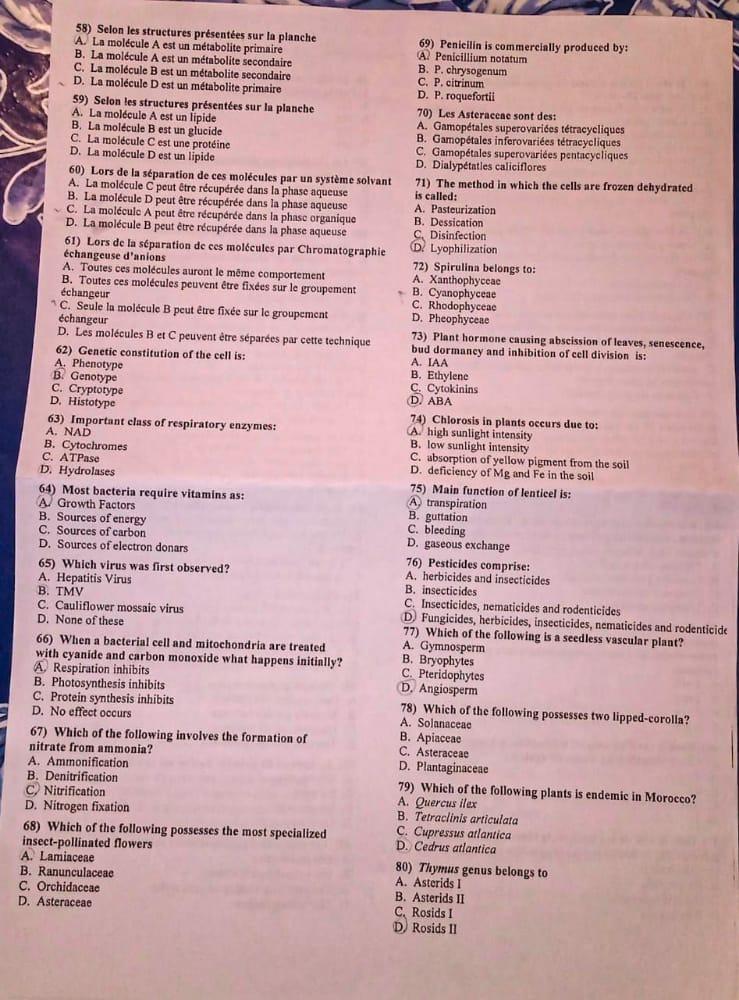 58) Selon les structures présentées sur la planche
A. La molécule A est un métabolite primaire
B. La molécule A est un métabolite secondaire
C. La molécule B est un métabolite secondaire
D. La molécule D est un métabolite primaire
59) Selon les structures présentées sur la planche
A. La molécule A est un lipide
B. La molécule B est un glucide
C. La molécule C est une protéine
D. La molécule D est un lipide
60) Lors de la séparation de ces molécules par un système solvant
A. La molécule C peut être récupérée dans la phase aqueuse
B. La molécule D peut être récupérée dans la phase aqueuse
C. La molécule A peut être récupérée dans la phase organique
D. La molécule B peut être récupérée dans la phase aqueuse
61) Lors de la séparation de ces molécules par Chromatographie
échangeuse d'anions
A. Toutes ces molécules auront le même comportement
B. Toutes ces molécules peuvent être fixées sur le groupement
échangeur
C. Seule la molécule B peut être fixée sur le groupement
échangeur
D. Les molécules B et C peuvent être séparées par cette technique
62) Genetic constitution of the cell is:
A. Phenotype
B. Genotype
C. Cryptotype
D. Histotype
63) Important class of respiratory enzymes:
A. NAD
B. Cytochromes
C. ATPase
D. Hydrolases
64) Most bacteria require vitamins as:
A. Growth Factors
B. Sources of energy
C. Sources of carbon
D. Sources of electron donars
65) Which virus was first observed?
A. Hepatitis Virus
B. TMV
C. Cauliflower mossaic virus
D. None of these
66) When a bacterial cell and mitochondria are treated
with cyanide and carbon monoxide what happens initially?
A. Respiration inhibits
B. Photosynthesis inhibits
C. Protein synthesis inhibits
D. No effect occurs
67) Which of the following involves the formation of
nitrate from ammonia?
A. Ammonification
B. Denitrification
C. Nitrification
D. Nitrogen fixation
68) Which of the following possesses the most specialized
insect-pollinated flowers
A. Lamiaceae
B. Ranunculaceae
C. Orchidaceae
D. Asteraceae
69) Penicilin is commercially produced by:
A. Penicillium notatum
B. P. chrysogenum
C. P. citrinum
D. P. roquefortii
70) Les Asteraceae sont des:
A. Gamopétales superovariées tétracycliques
B. Gamopétales inferovariées tétracycliques
C. Gamopétales superovariées pentacycliques
D. Dialypétatles caliciflores
71) The method in which the cells are frozen dehydrated
is called:
A. Pasteurization
B. Dessication
C. Disinfection
D. Lyophilization
72) Spirulina belongs to:
A. Xanthophyceae
B. Cyanophyceae
C. Rhodophyceae
D. Pheophyceae
73) Plant hormone causing abscission of leaves, senescence,
bud dormancy and inhibition of cell division is:
A. IAA
B. Ethylene
C. Cytokinins
D. ABA
74) Chlorosis in plants occurs due to:
A. high sunlight intensity
B. low sunlight intensity
C. absorption of yellow pigment from the soil
D. deficiency of Mg and Fe in the soil
75) Main function of lenticel is:
A. transpiration
B. guttation
C. bleeding
D. gaseous exchange
76) Pesticides comprise:
A. herbicides and insecticides
B. insecticides
C. Insecticides, nematicides and rodenticides
D. Fungicides, herbicides, insecticides, nematicides and rodenticide
77) Which of the following is a seedless vascular plant?
A. Gymnosperm
B. Bryophytes
C. Pteridophytes
D. Angiosperm
78) Which of the following possesses two lipped-corolla?
A. Solanaceae
B. Apiaceae
C. Asteraceae
D. Plantaginaceae
79) Which of the following plants is endemic in Morocco?
A. Quercus ilex
B. Tetraclinis articulata
C. Cupressus atlantica
D. Cedrus atlantica
80) Thymus genus belongs to
A. Asterids I
B. Asterids II
C. Rosids I
D. Rosids II